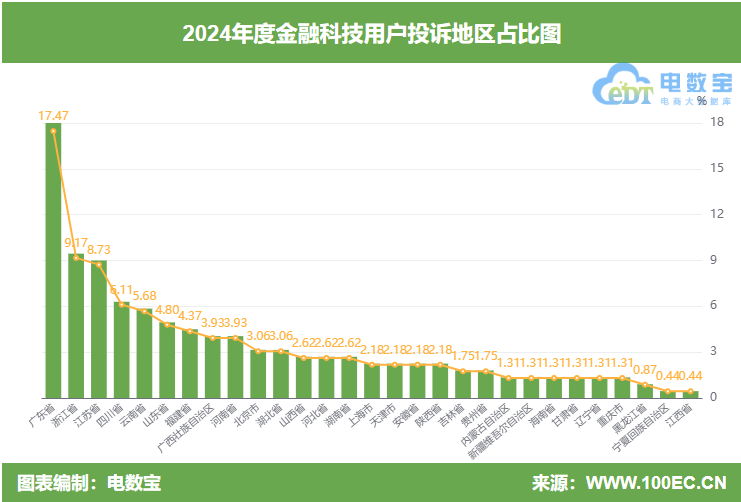 2024年度金融科技用户投诉地区占比图
电数宝
电商大数据库
eDT
%
18
15
12
9
6
3
0
17.47
9.17
8.73
6.11
5.68
4.80
4.37
3.93
3.93
3.06
3.06
2.62
2.62
2.62
2.18
2.18
2.18
2.18
1.75
1.75
1.31
1.31
1.31
1.31
1.31
1.31
0.87
0.44
0.44
广东省
浙江省
江苏省
四川省
云南省
山东省
福建省
广西壮族自治区
河南省
北京市
湖北省
山西省
河北省
湖南省
上海市
天津市
安徽省
陕西省
吉林省
贵州省
内蒙古自治区
新疆维吾尔自治区
海南省
甘肃省
辽宁省
重庆市
黑龙江省
宁夏回族自治区
江西省
图表编制：电数宝
来源：WWW.100EC.CN